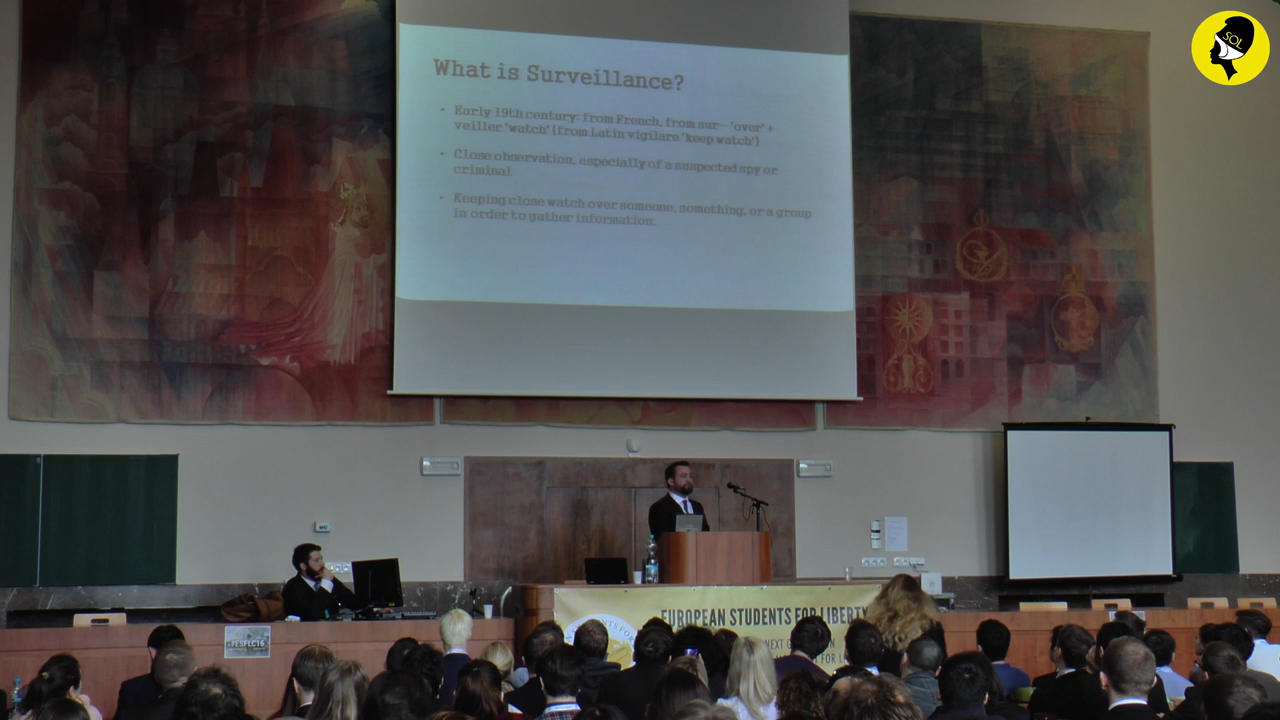 SOL
What is Surveillance?
• Early 19th century: from French, from sur- 'over' +
veiller 'watch' (from Latin vigilare 'keep watch')
• Close observation, especially of a suspected spy or
criminal
• Keeping close watch over someone, something, or a group
in order to gather information.
EUROPEAN STUDENTS FOR LIBERTY
#ESFLC16